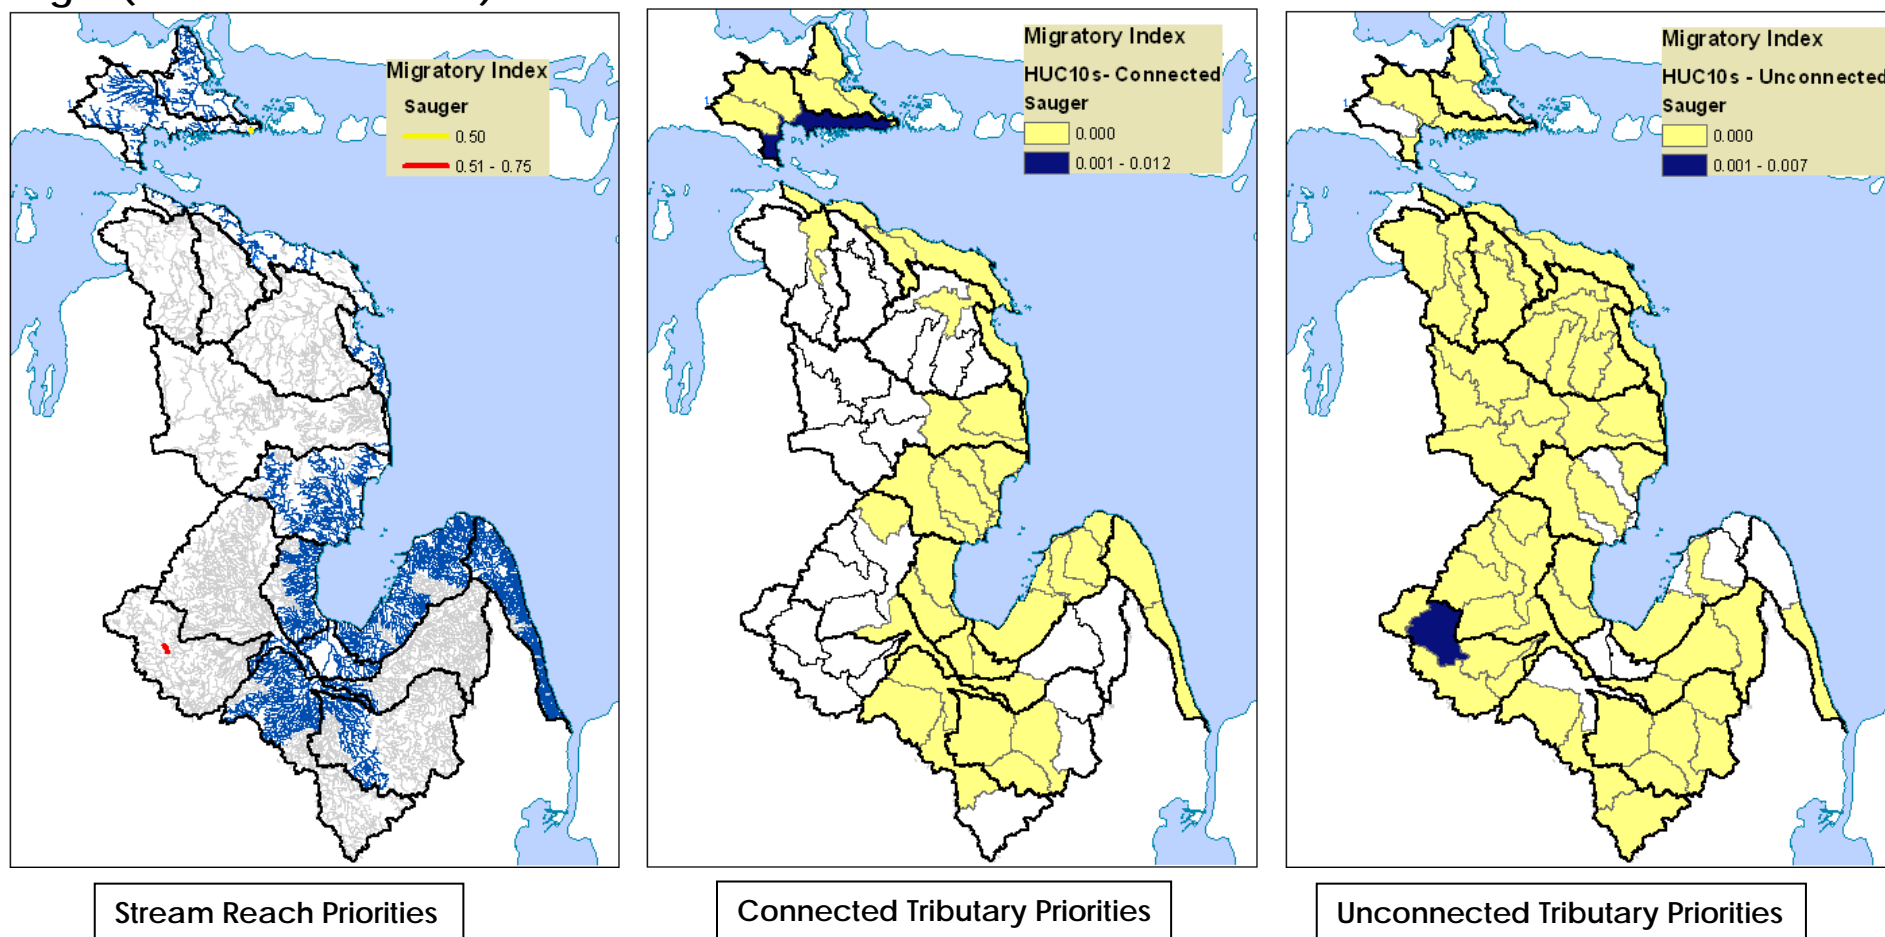 Migratory Index
Sauger
0.50
0.51 - 0.75
Migratory Index
HUC10s- Connected
Sauger
0.000
0.001 - 0.012
Migratory Index
HUC10s - Unconnected
Sauger
0.000
0.001 - 0.007
Stream Reach Priorities
Connected Tributary Priorities
Unconnected Tributary Priorities